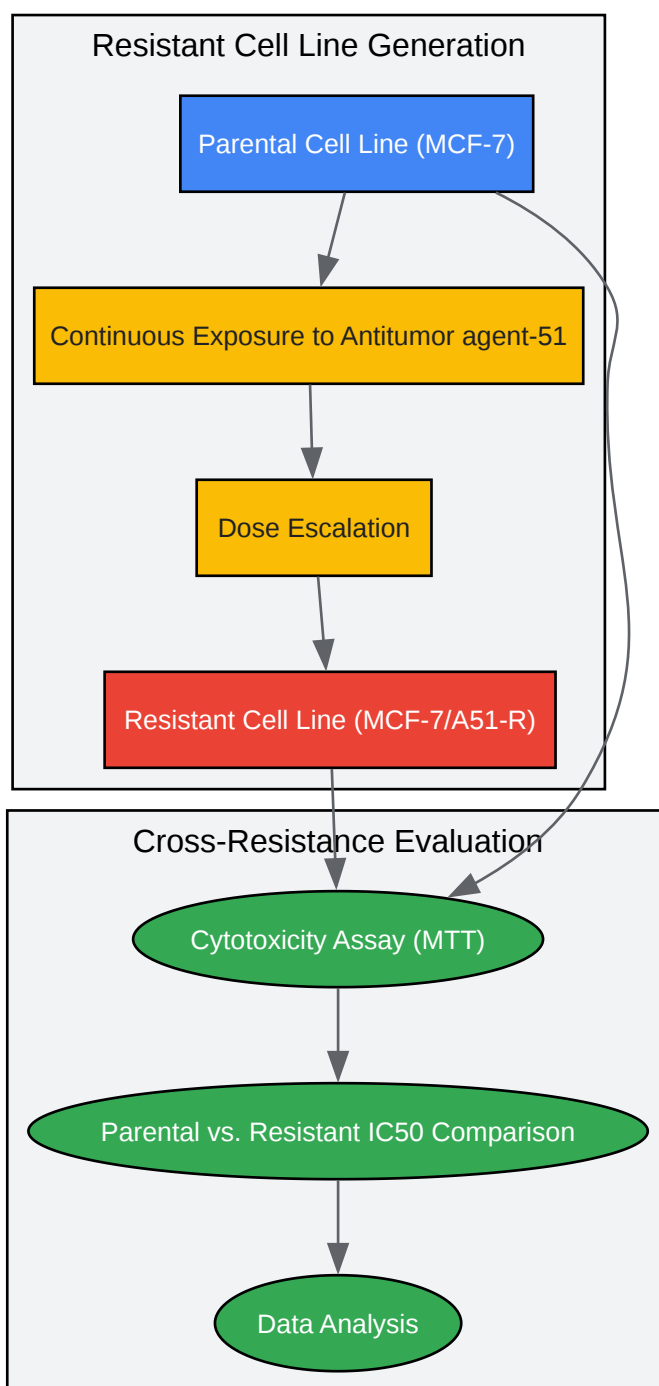 Resistant Cell Line Generation
Parental Cell Line (MCF-7)
Continuous Exposure to Antitumor agent-51
Dose Escalation
Resistant Cell Line (MCF-7/A51-R)
Cross-Resistance Evaluation
Cytotoxicity Assay (MTT)
Parental vs. Resistant IC50 Comparison
Data Analysis